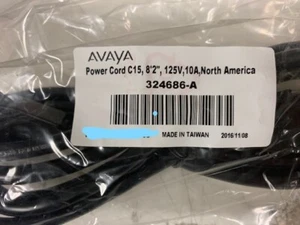 AVAYA
Power Cord C15, 8'2", 125V,10A,North America
324686-A
MADE IN TAIWAN 2016/11/08